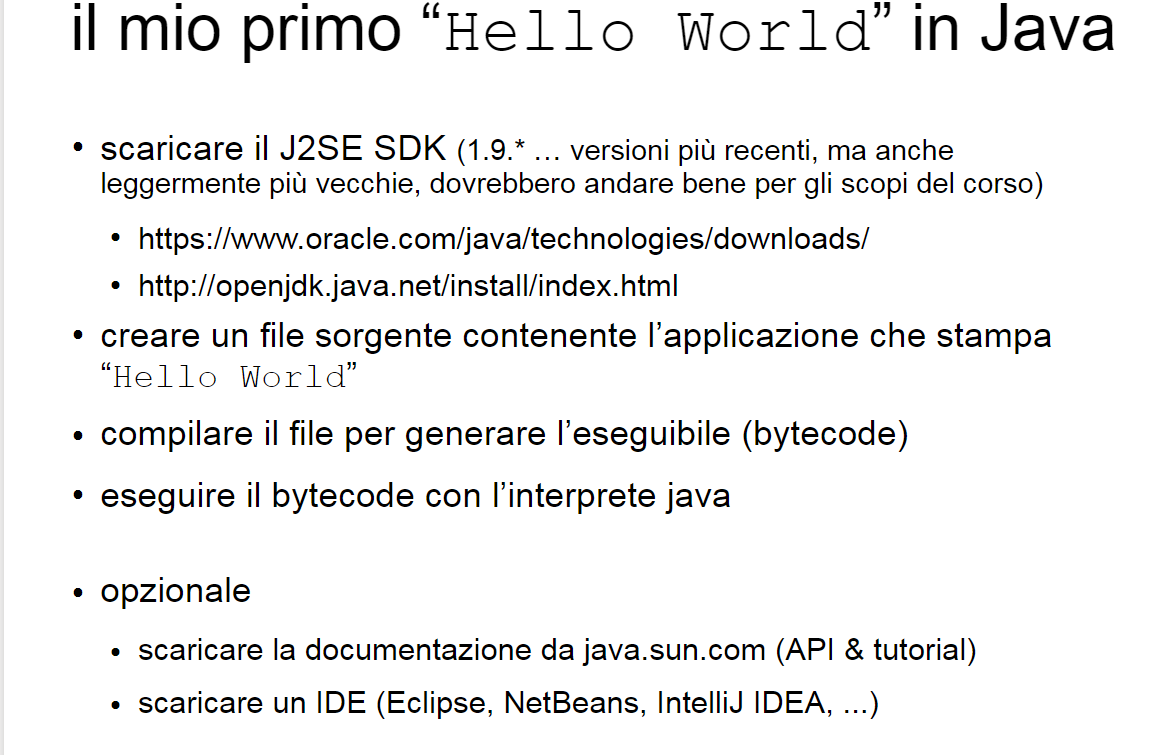 il mio primo “Hello World” in Java
• scaricare il J2SE SDK (1.9.* … versioni più recenti, ma anche
leggermente più vecchie, dovrebbero andare bene per gli scopi del corso)
• https://www.oracle.com/java/technologies/downloads/
• http://openjdk.java.net/install/index.html
• creare un file sorgente contenente l’applicazione che stampa
“Hello World”
• compilare il file per generare l’eseguibile (bytecode)
• eseguire il bytecode con l’interprete java
• opzionale
• scaricare la documentazione da java.sun.com (API & tutorial)
• scaricare un IDE (Eclipse, NetBeans, IntelliJ IDEA, ...)